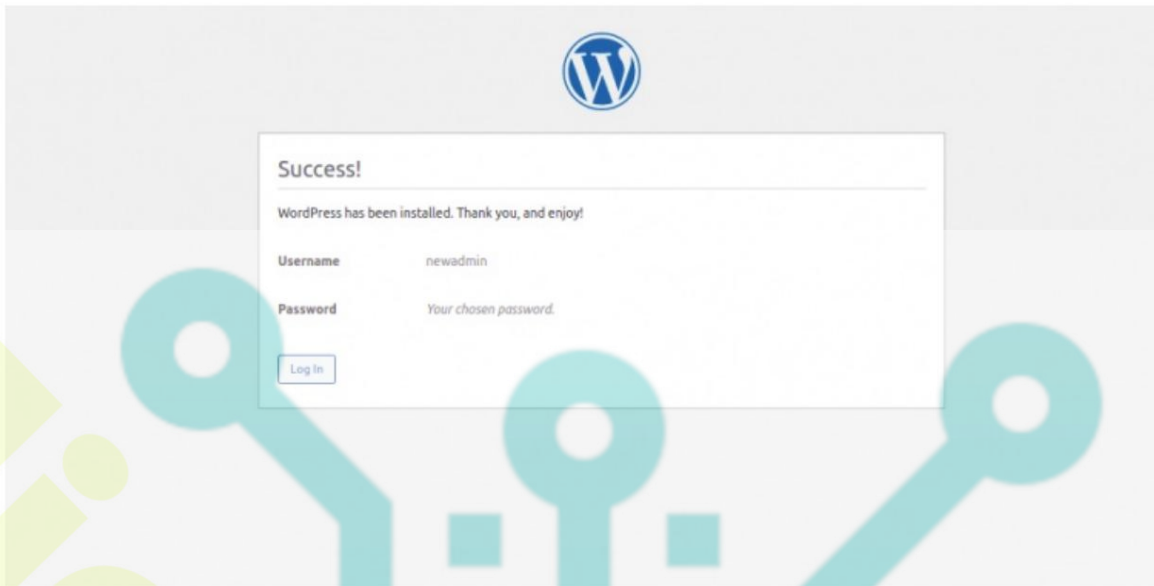 Success!
WordPress has been installed. Thank you, and enjoy!
Username newadmin
Password Your chosen password.
Log In